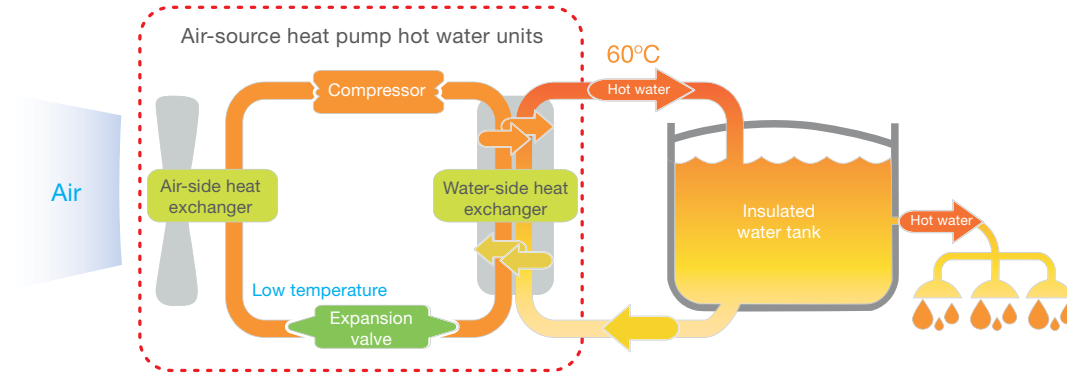 Air-source heat pump hot water units
60°C
Compressor
Hot water
Air
Air-side heat
exchanger
Water-side heat
exchanger
Insulated
water tank
Hot water
Low temperature
Expansion
valve